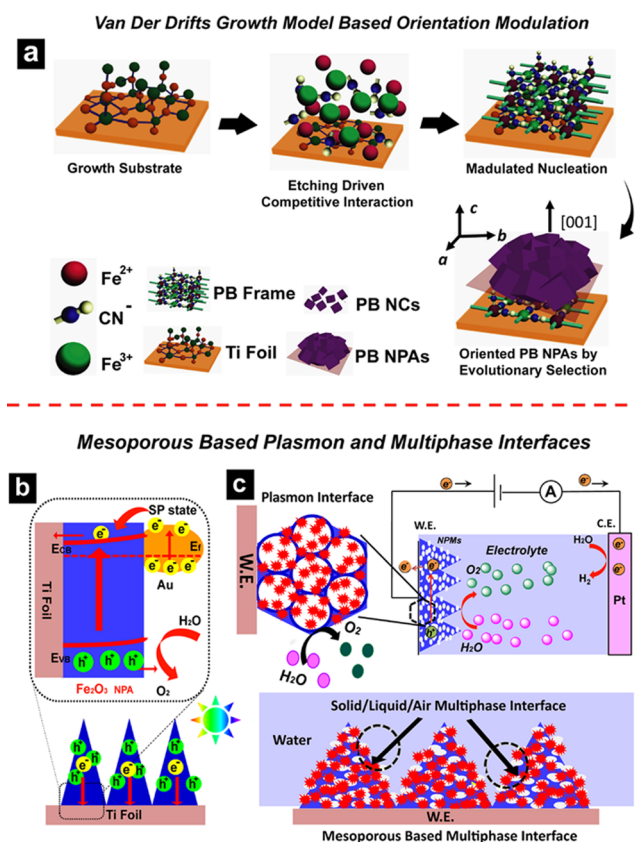 Van Der Drifts Growth Model Based Orientation Modulation
a
Growth Substrate
Etching Driven
Competitive Interaction
Madulated Nucleation
c
b
a
[001]
Fe2+
PB Frame
PB NCs
CN-
Fe3+
Ti Foil
PB NPAs
Oriented PB NPAs by
Evolutionary Selection
Mesoporous Based Plasmon and Multiphase Interfaces
b
SP state
e-
e-
e-
e-
ECB
Ef
e-
e-
e-
Au
Ti Foil
H2O
EVB
h+
h+
h+
Fe2O3 NPA
O2
h+
h+
h+
h+
e-
h+
h+
e-
h+
h+
e-
h+
Ti Foil
c
Plasmon Interface
W.E.
O2
H2O
e-
A
e-
W.E.
C.E.
NPMs
Electrolyte
e-
e-
O2
H2O
H2
Pt
h+
H2O
Solid/Liquid/Air Multiphase Interface
Water
W.E.
Mesoporous Based Multiphase Interface